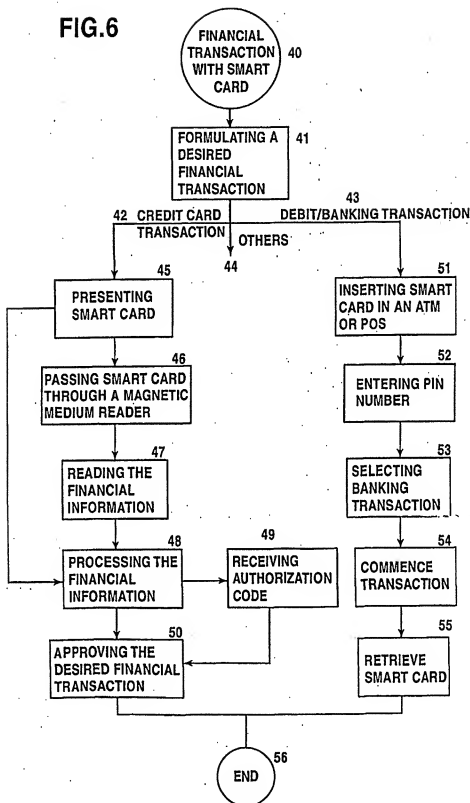 FIG.6
FINANCIAL
TRANSACTION
WITH SMART
CARD
40
FORMULATING A
DESIRED
FINANCIAL
TRANSACTION
41
42 CREDIT CARD
TRANSACTION
43
DEBIT/BANKING TRANSACTION
OTHERS
44
45
PRESENTING
SMART CARD
46
PASSING SMART CARD
THROUGH A MAGNETIC
MEDIUM READER
47
READING THE
FINANCIAL
INFORMATION
48
PROCESSING THE
FINANCIAL
INFORMATION
49
RECEIVING
AUTHORIZATION
CODE
50
APPROVING THE
DESIRED FINANCIAL
TRANSACTION
51
INSERTING SMART
CARD IN AN ATM
OR POS
52
ENTERING PIN
NUMBER
53
SELECTING
BANKING
TRANSACTION
54
COMMENCE
TRANSACTION
55
RETRIEVE
SMART CARD
56
END